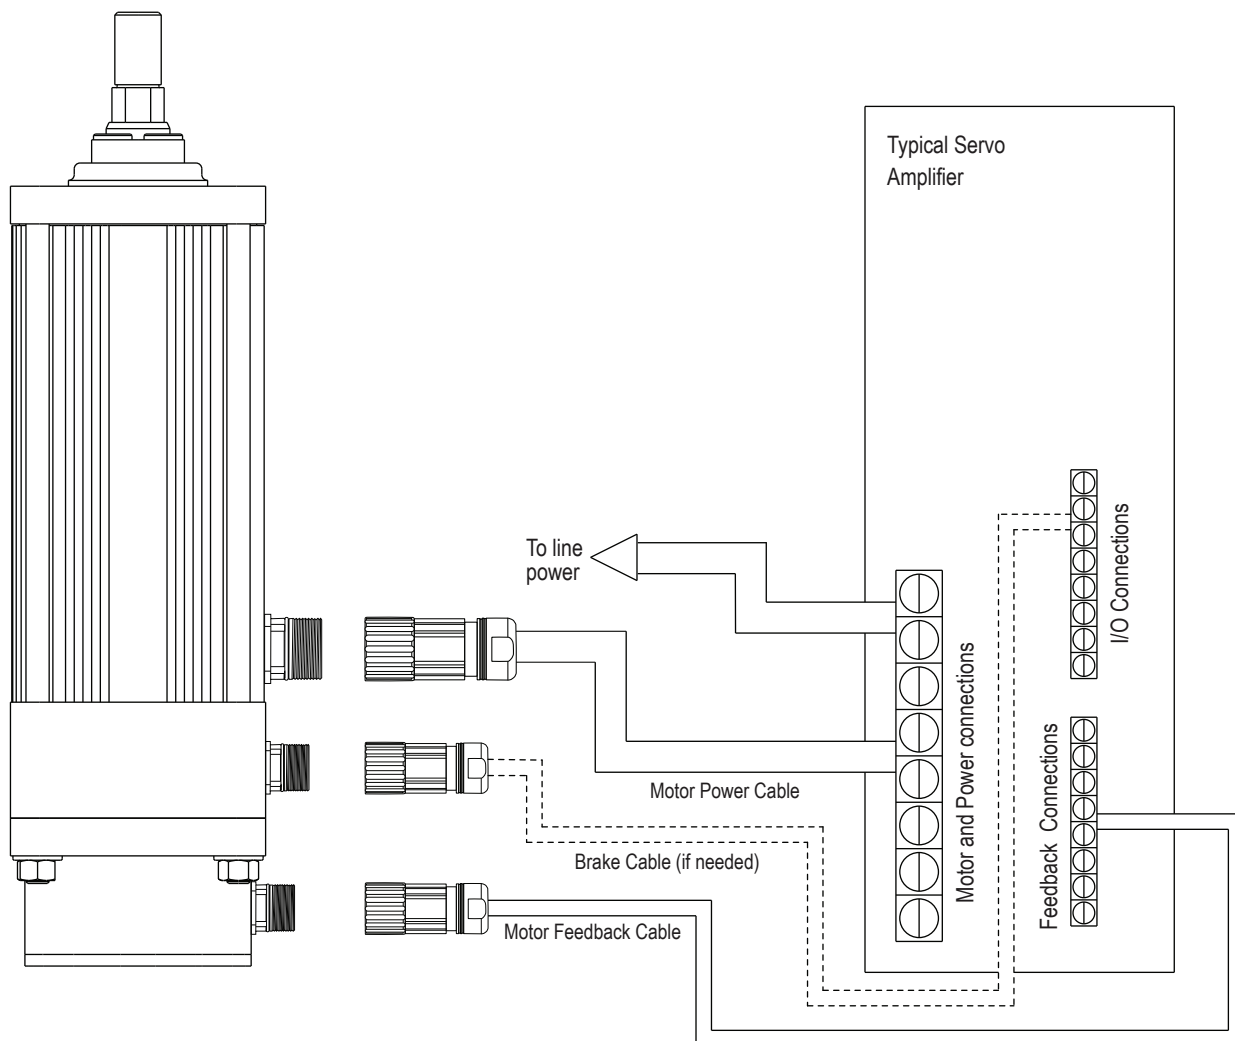 Typical Servo
Amplifier
To line
power
I/O Connections
Motor and Power connections
Feedback Connections
Motor Power Cable
Brake Cable (if needed)
Motor Feedback Cable